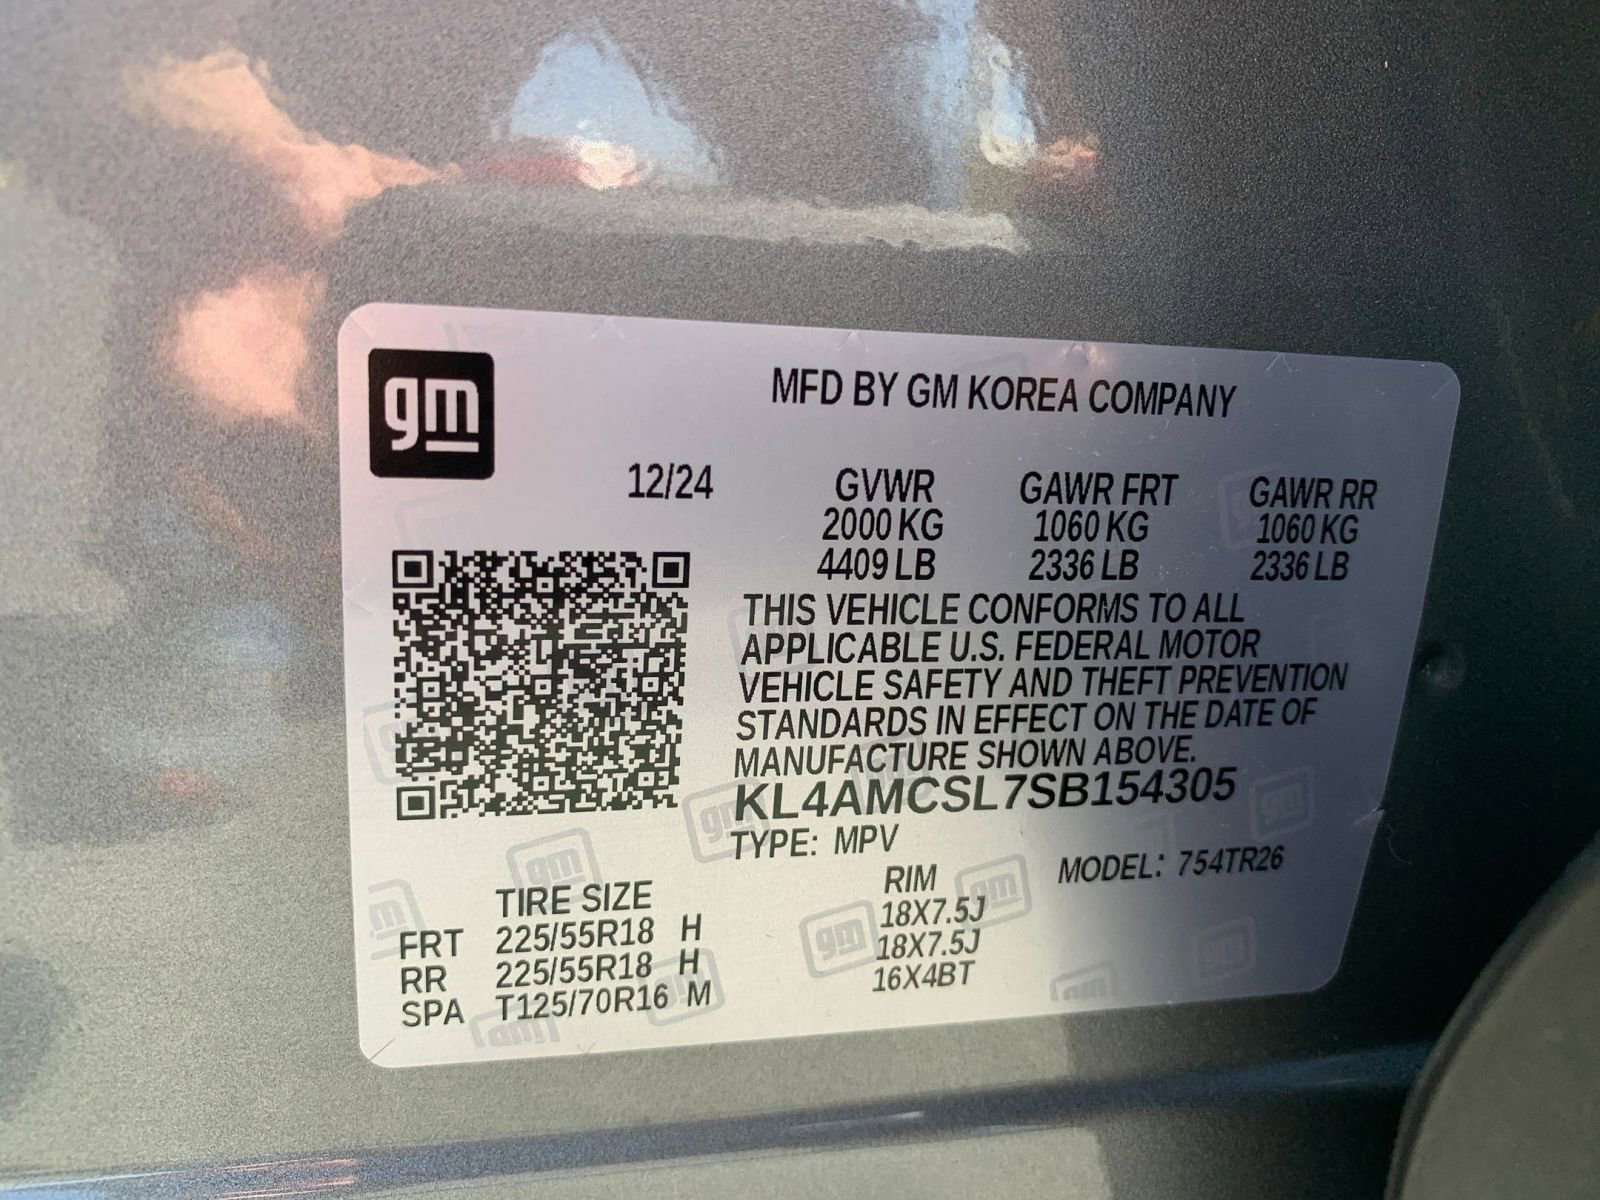 gm
MFD BY GM KOREA COMPANY
12/24 GVWR GAWR FRT GAWR RR
2000 KG 1060 KG 1060 KG
4409 LB 2336 LB 2336 LB
THIS VEHICLE CONFORMS TO ALL
APPLICABLE U.S. FEDERAL MOTOR
VEHICLE SAFETY AND THEFT PREVENTION
STANDARDS IN EFFECT ON THE DATE OF
MANUFACTURE SHOWN ABOVE.
KL4AMCSL7SB154305
TYPE: MPV MODEL: 754TR26
TIRE SIZE RIM
FRT 225/55R18 H 18X7.5J
RR 225/55R18 H 18X7.5J
SPA T125/70R16 M 16X4BT